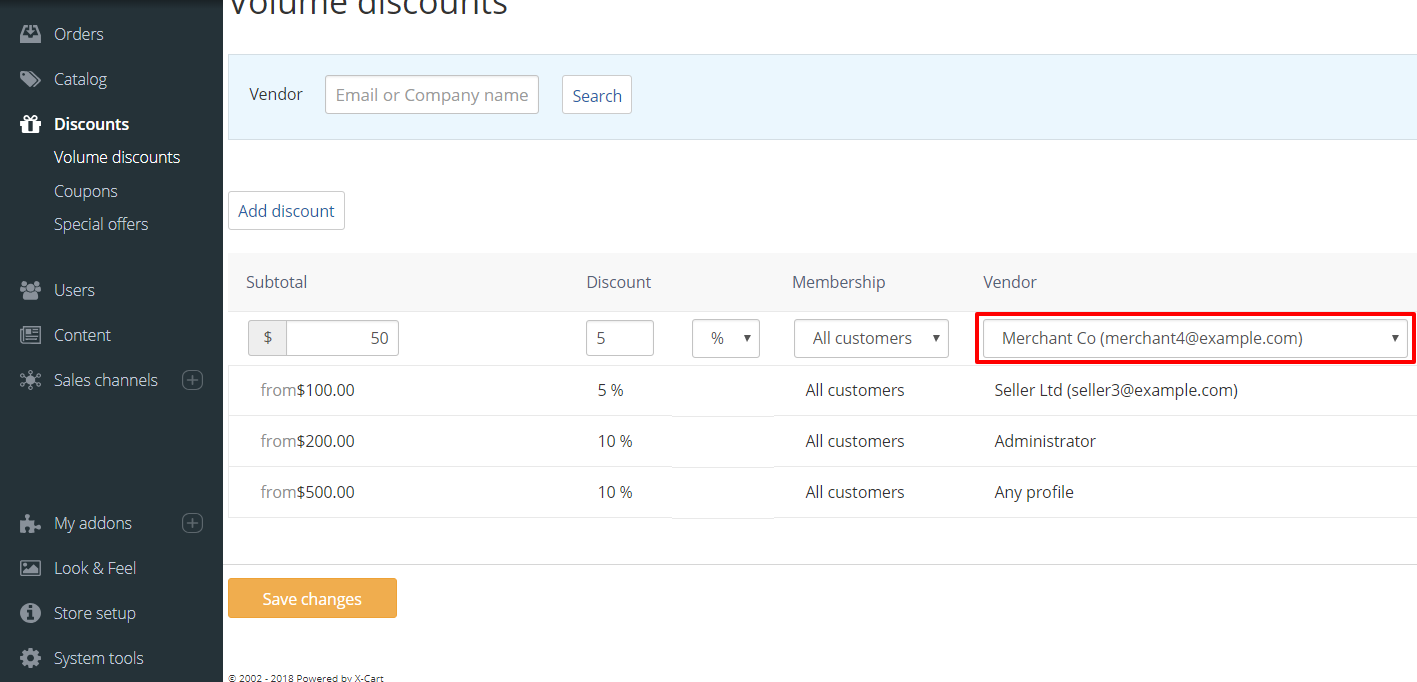 Volume discounts
Orders
Catalog
Discounts
Volume discounts
Coupons
Special offers
Users
Content
Sales channels
My addons
Look & Feel
Store setup
System tools
Vendor Email or Company name Search
Add discount
Subtotal Discount Membership Vendor
$ 50 5 % All customers Merchant Co (merchant4@example.com)
from$100.00 5 % All customers Seller Ltd (seller3@example.com)
from$200.00 10 % All customers Administrator
from$500.00 10 % All customers Any profile
Save changes
© 2002 - 2018 Powered by X-Cart